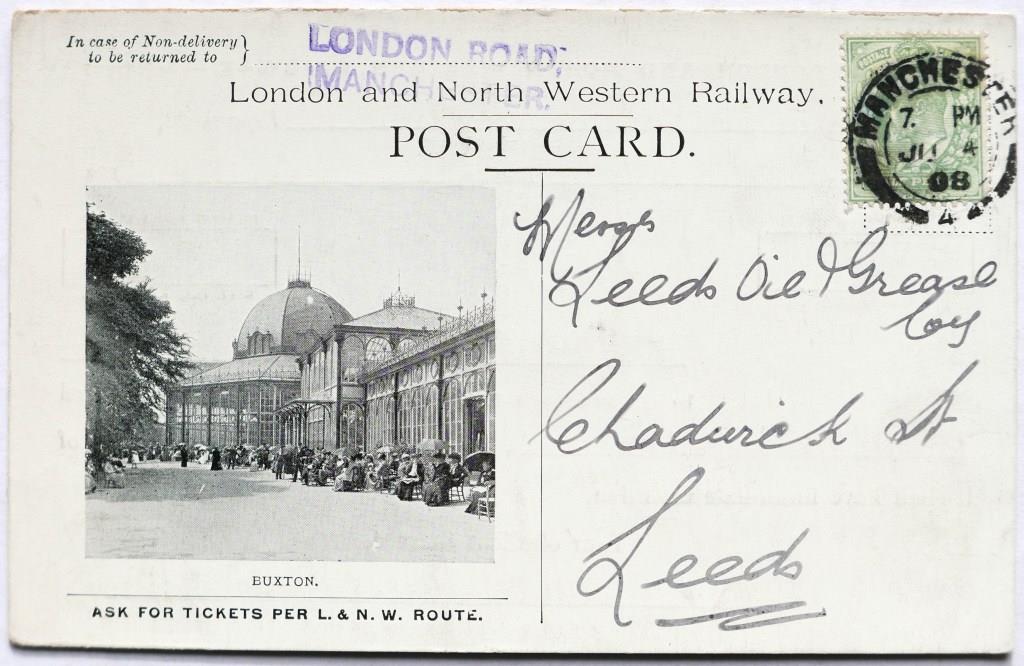 In case of Non-delivery }
to be returned to
LONDON ROAD,
MANCHESTER.
London and North Western Railway.
POST CARD.
MANCHESTER
7. PM
JU 4
08
44
Messrs
Leeds Oil & Grease
Coy
Chadwick St
Leeds
BUXTON.
ASK FOR TICKETS PER L. & N. W. ROUTE.